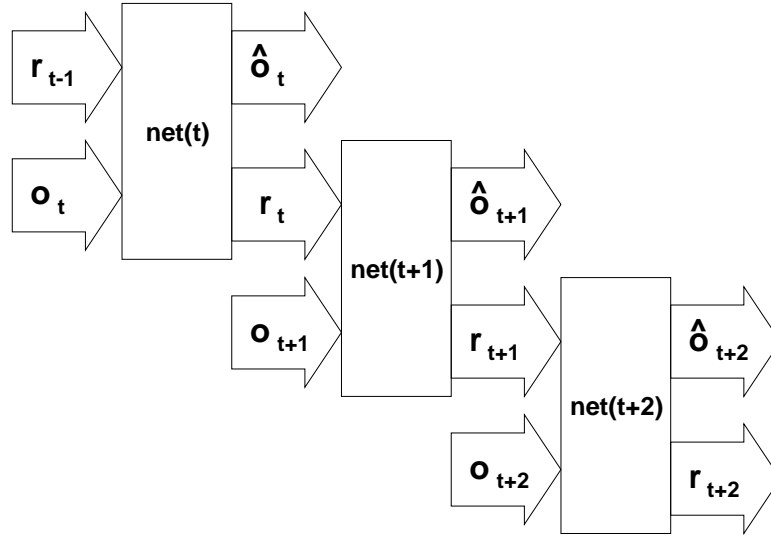 r t-1
ô t
net(t)
o t
r t
ô t+1
net(t+1)
o t+1
r t+1
ô t+2
net(t+2)
o t+2
r t+2